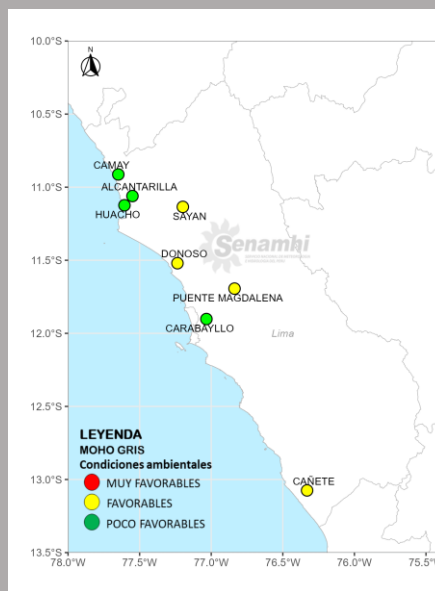 10.0°S
N
10.5°S
CAMAY
11.0°S
ALCANTARILLA
HUACHO
SAYAN
DONOSO
Senamhi
11.5°S
PUENTE MAGDALENA
CARABAYLLO
12.0°S
Lima
12.5°S
LEYENDA
MOHO GRIS
Condiciones ambientales
13.0°S
CAÑETE
MUY FAVORABLES
FAVORABLES
POCO FAVORABLES
13.5°S
78.0°W 77.5°W 77.0°W 76.5°W 76.0°W